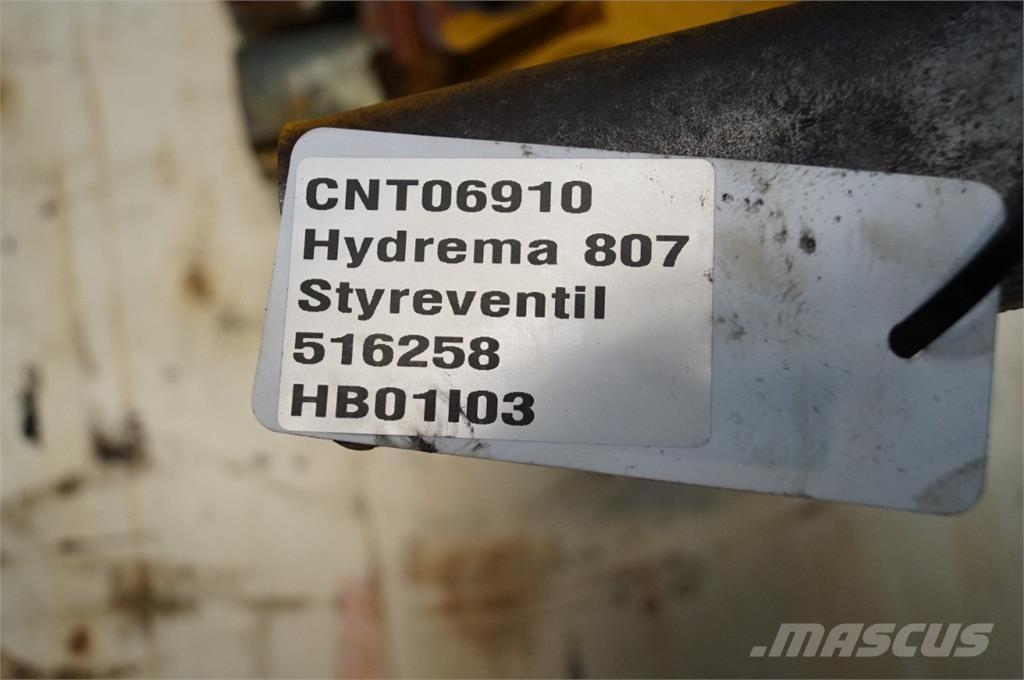 CNT06910
Hydrema 807
Styreventil
516258
HB01I03
MASCUS